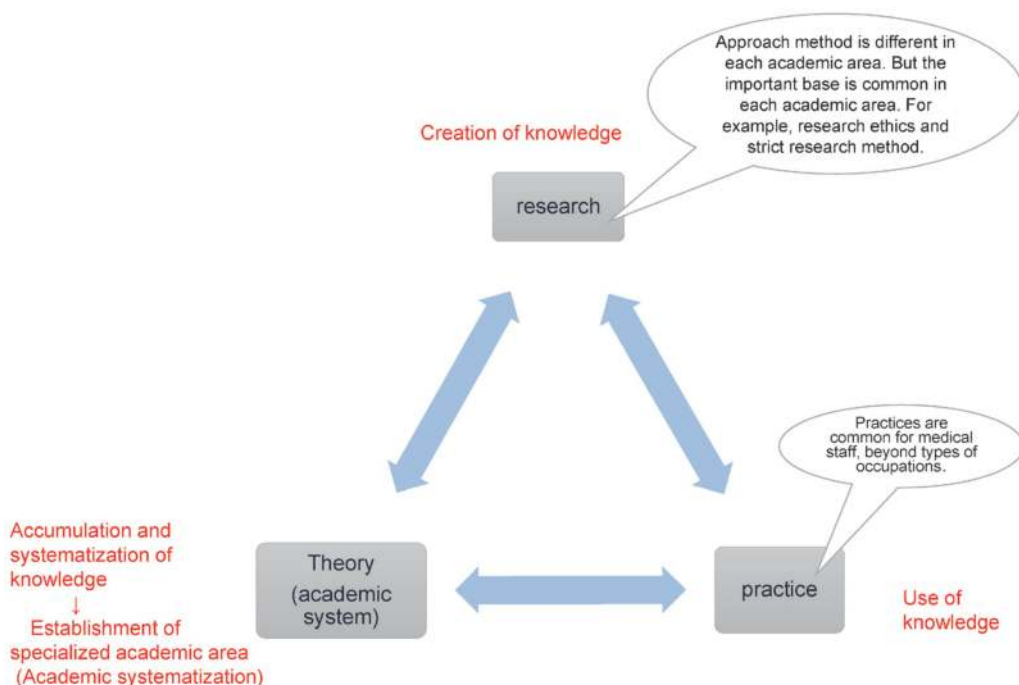 Approach method is different in
each academic area. But the
important base is common in
each academic area. For
example, research ethics and
strict research method.
Creation of knowledge
research
Practices are
common for medical
staff, beyond types of
occupations.
Accumulation and
systematization of
knowledge
↓
Establishment of
specialized academic area
(Academic systematization)
Theory
(academic
system)
practice
Use of
knowledge